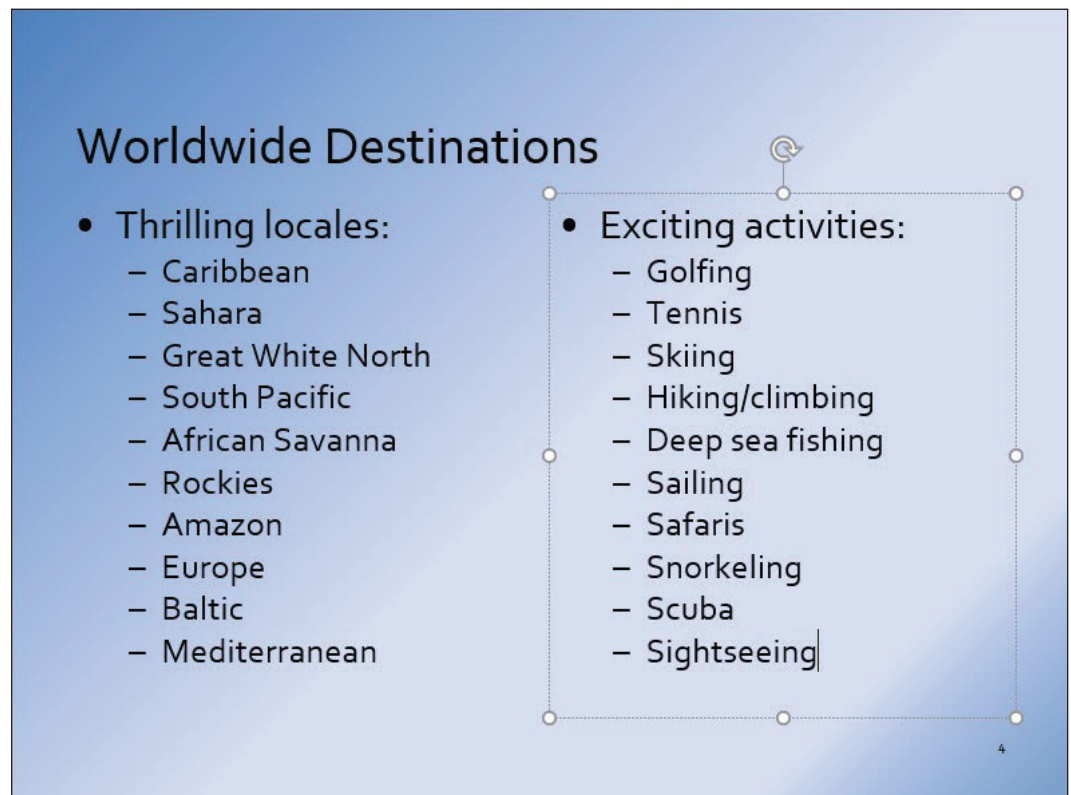 Worldwide Destinations
• Thrilling locales:
– Caribbean
– Sahara
– Great White North
– South Pacific
– African Savanna
– Rockies
– Amazon
– Europe
– Baltic
– Mediterranean
• Exciting activities:
– Golfing
– Tennis
– Skiing
– Hiking/climbing
– Deep sea fishing
– Sailing
– Safaris
– Snorkeling
– Scuba
– Sightseeing
4